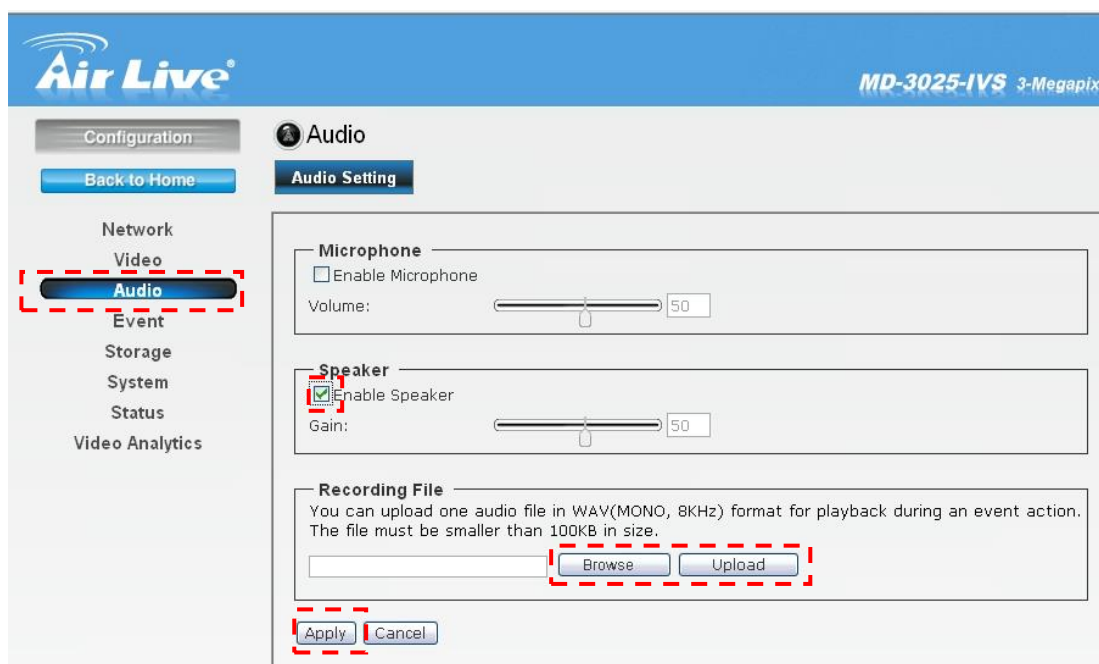 Air Live®
MD-3025-IVS 3-Megapix
Configuration
Back to Home
Network
Video
Audio
Event
Storage
System
Status
Video Analytics
Audio
Audio Setting
Microphone
Enable Microphone
Volume: 50
Speaker
Enable Speaker
Gain: 50
Recording File
You can upload one audio file in WAV(MONO, 8KHz) format for playback during an event action.
The file must be smaller than 100KB in size.
Browse Upload
Apply Cancel